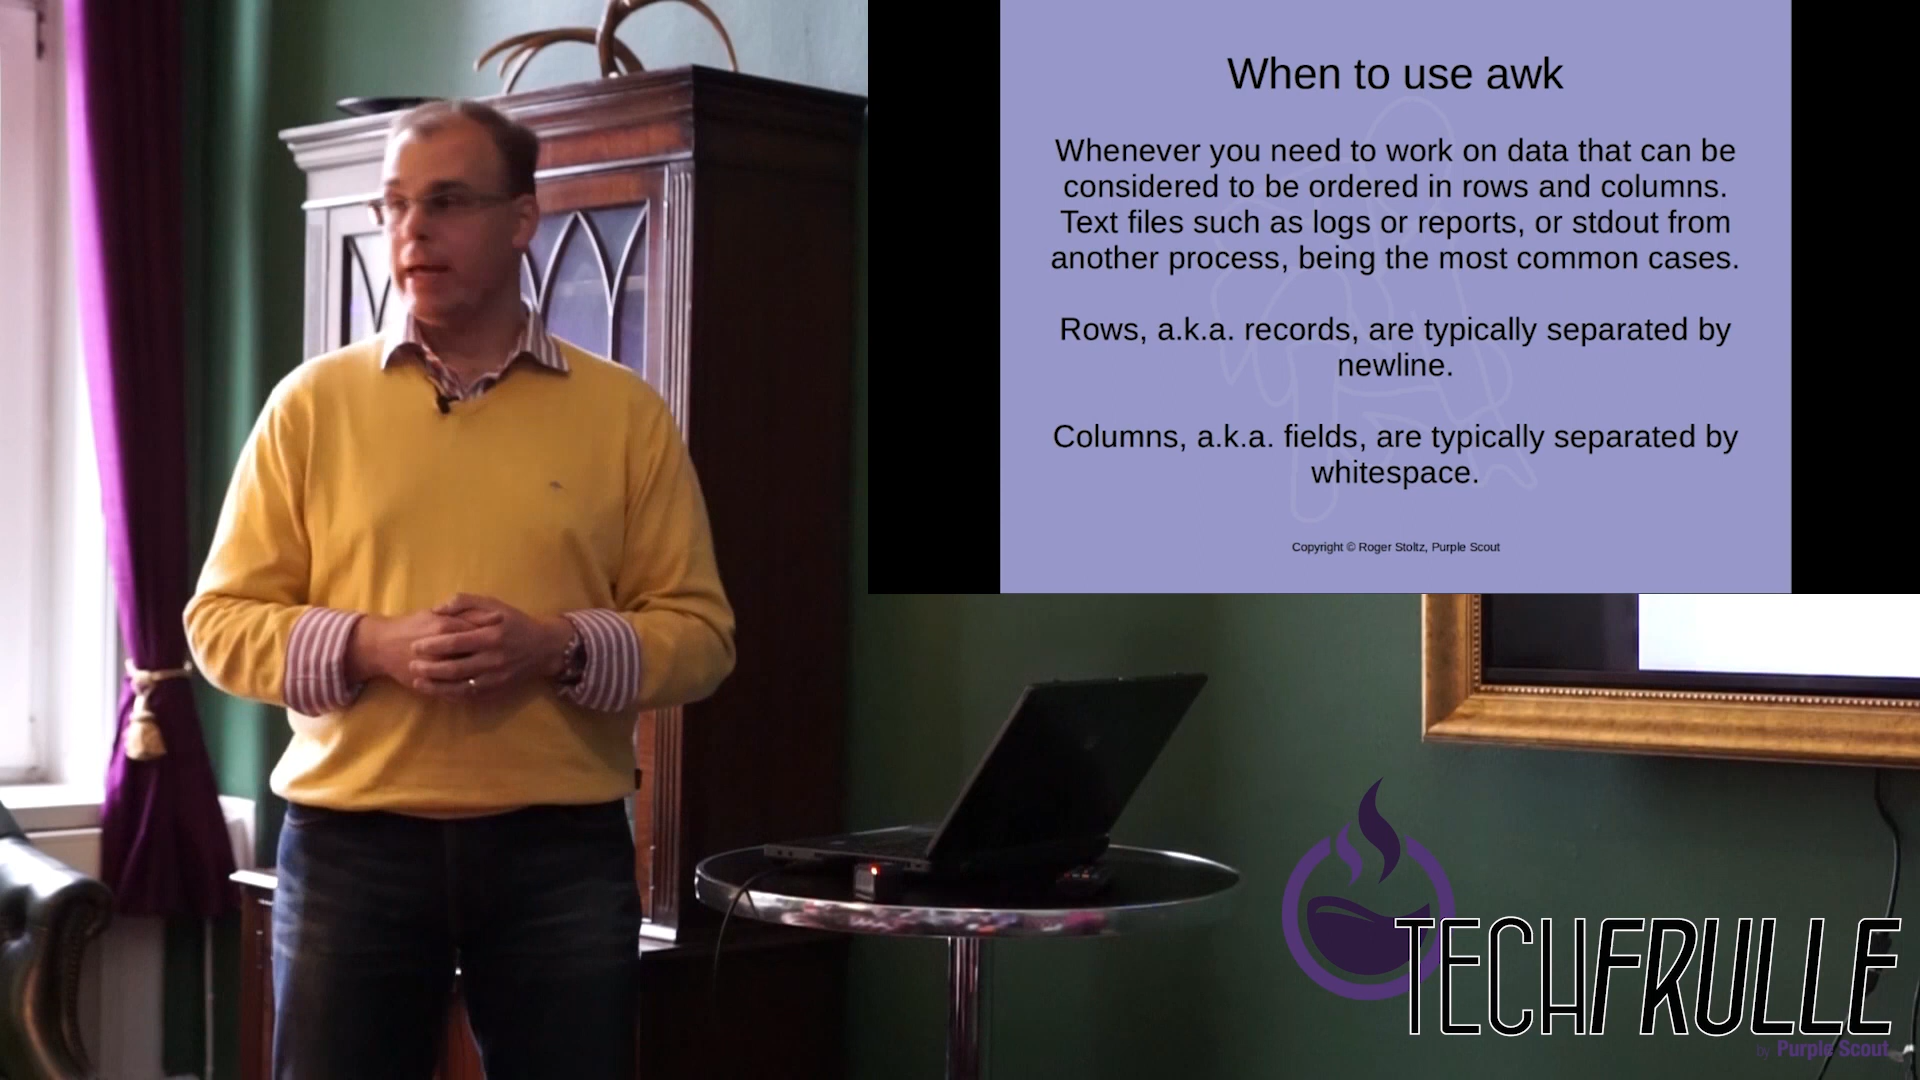 When to use awk
Whenever you need to work on data that can be
considered to be ordered in rows and columns.
Text files such as logs or reports, or stdout from
another process, being the most common cases.
Rows, a.k.a. records, are typically separated by
newline.
Columns, a.k.a. fields, are typically separated by
whitespace.
Copyright © Roger Stoltz, Purple Scout
TECHFRULLE
by Purple Scout